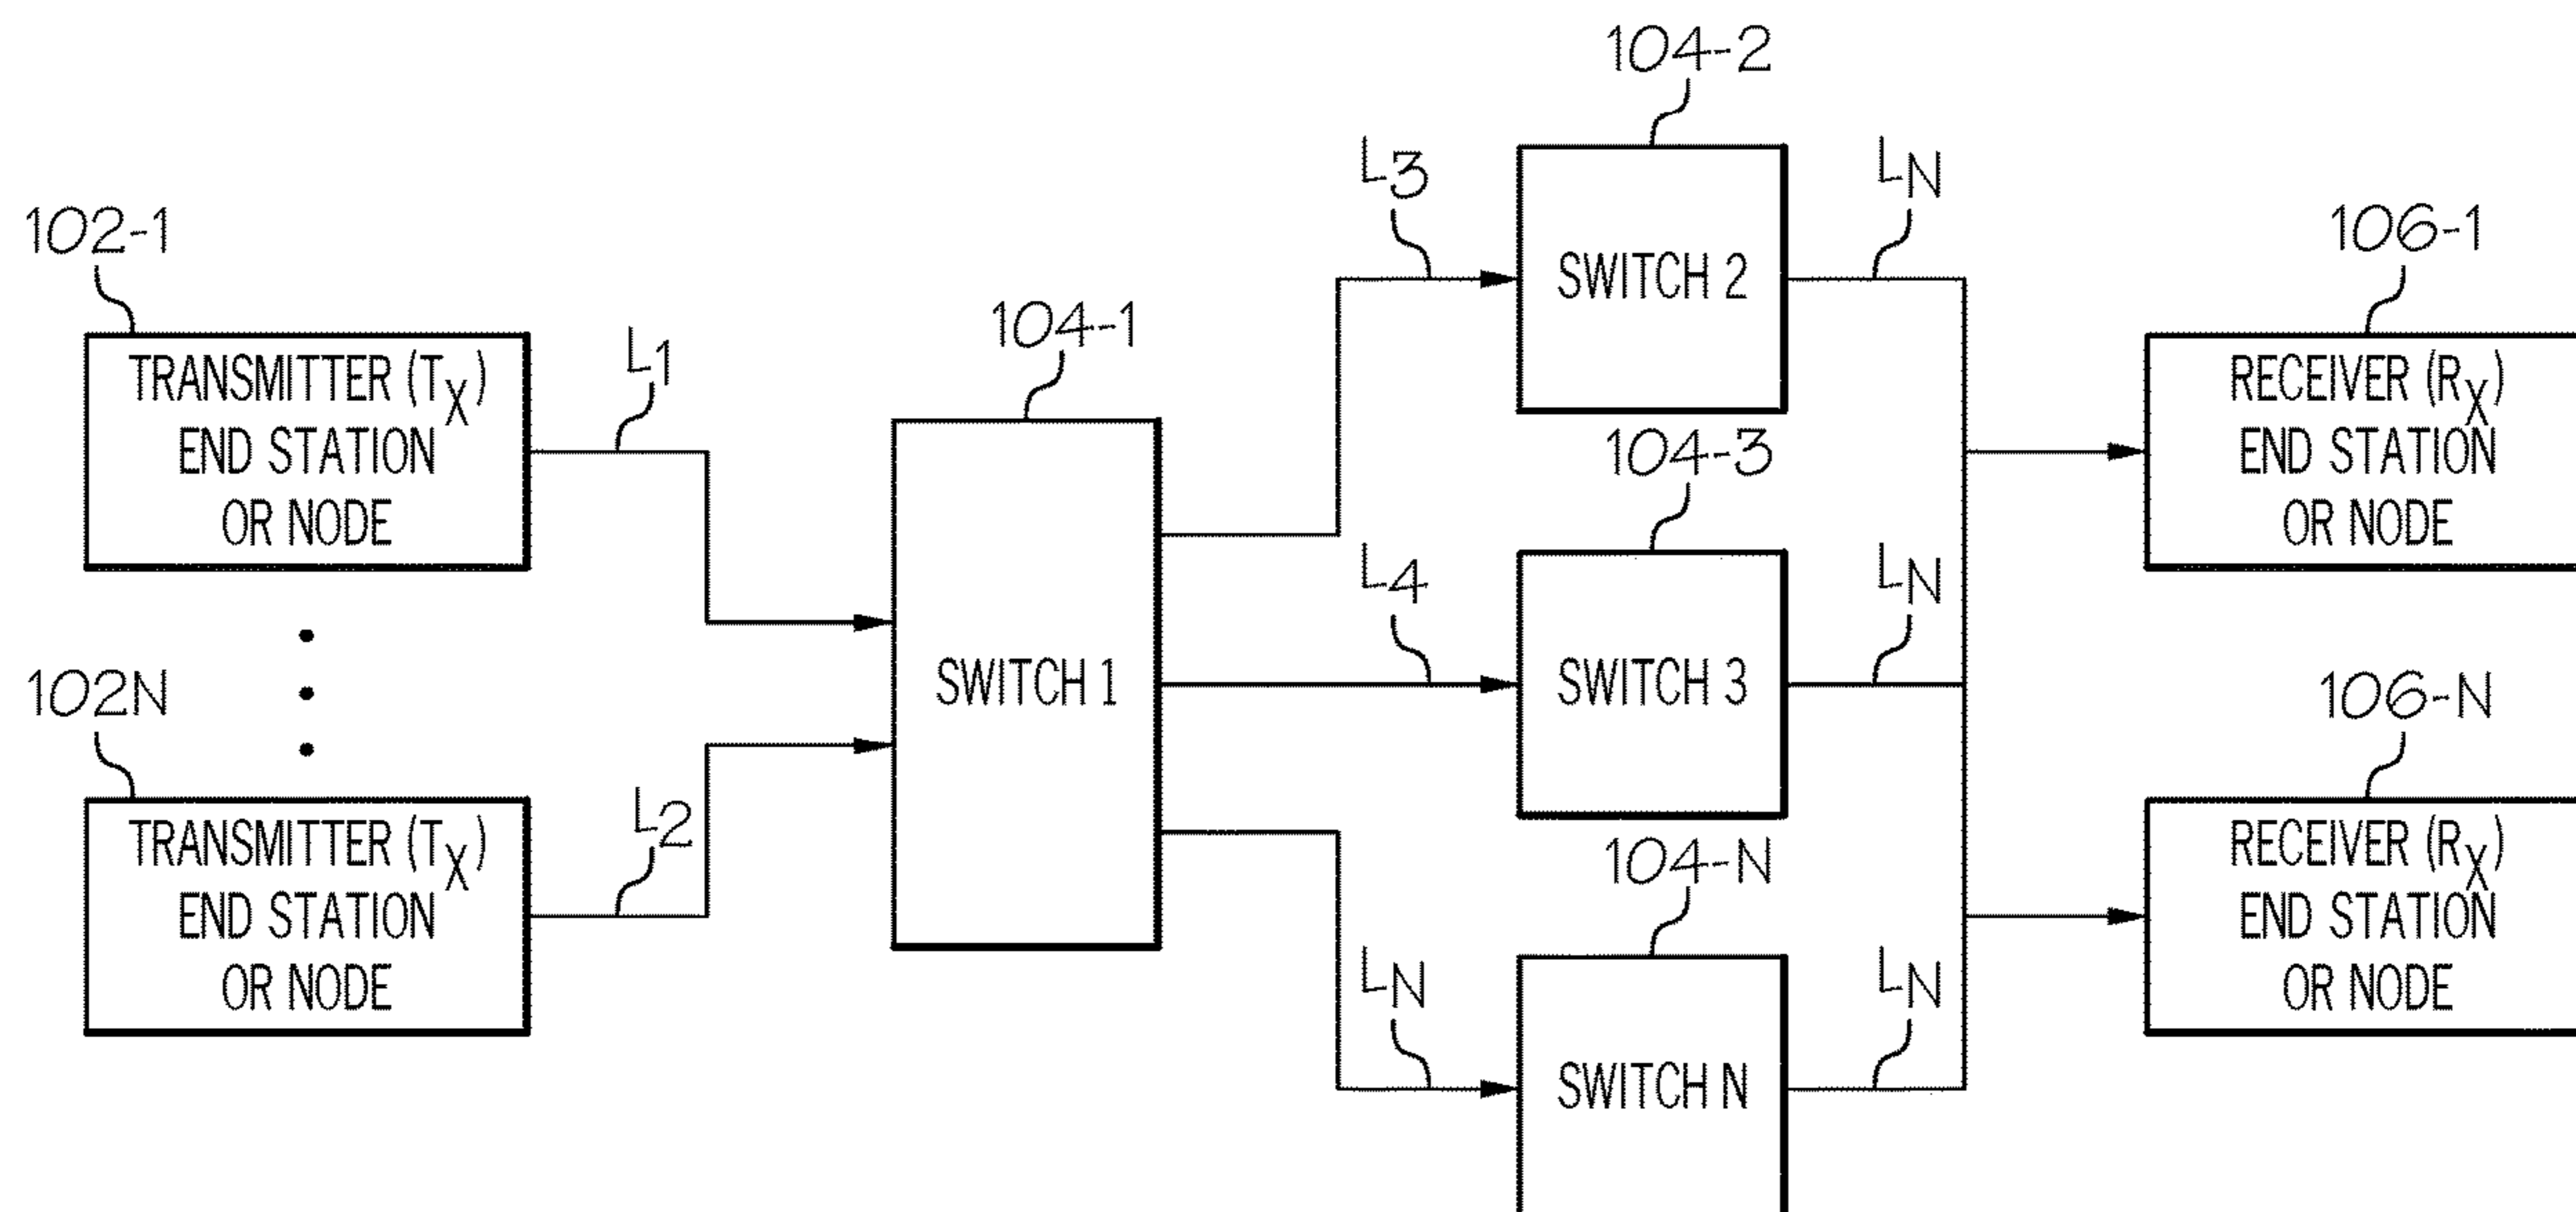 104-2
L3
LN
102-1
106-1
104-1
TRANSMITTER (TX)
END STATION
OR NODE
L1
SWITCH 2
RECEIVER (RX)
END STATION
OR NODE
104-3
L4
LN
102N
106-N
SWITCH 1
SWITCH 3
TRANSMITTER (TX)
END STATION
OR NODE
L2
104-N
RECEIVER (RX)
END STATION
OR NODE
LN
LN
SWITCH N